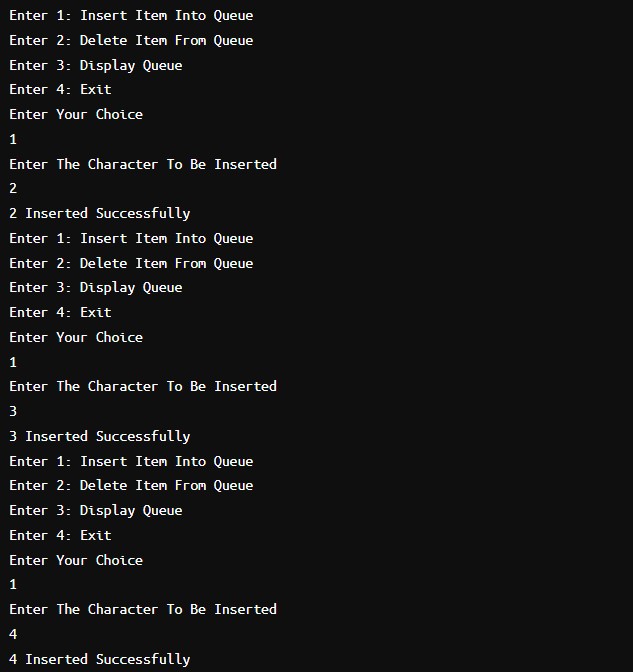 Enter 1: Insert Item Into Queue
Enter 2: Delete Item From Queue
Enter 3: Display Queue
Enter 4: Exit
Enter Your Choice
1
Enter The Character To Be Inserted
2
2 Inserted Successfully
Enter 1: Insert Item Into Queue
Enter 2: Delete Item From Queue
Enter 3: Display Queue
Enter 4: Exit
Enter Your Choice
1
Enter The Character To Be Inserted
3
3 Inserted Successfully
Enter 1: Insert Item Into Queue
Enter 2: Delete Item From Queue
Enter 3: Display Queue
Enter 4: Exit
Enter Your Choice
1
Enter The Character To Be Inserted
4
4 Inserted Successfully